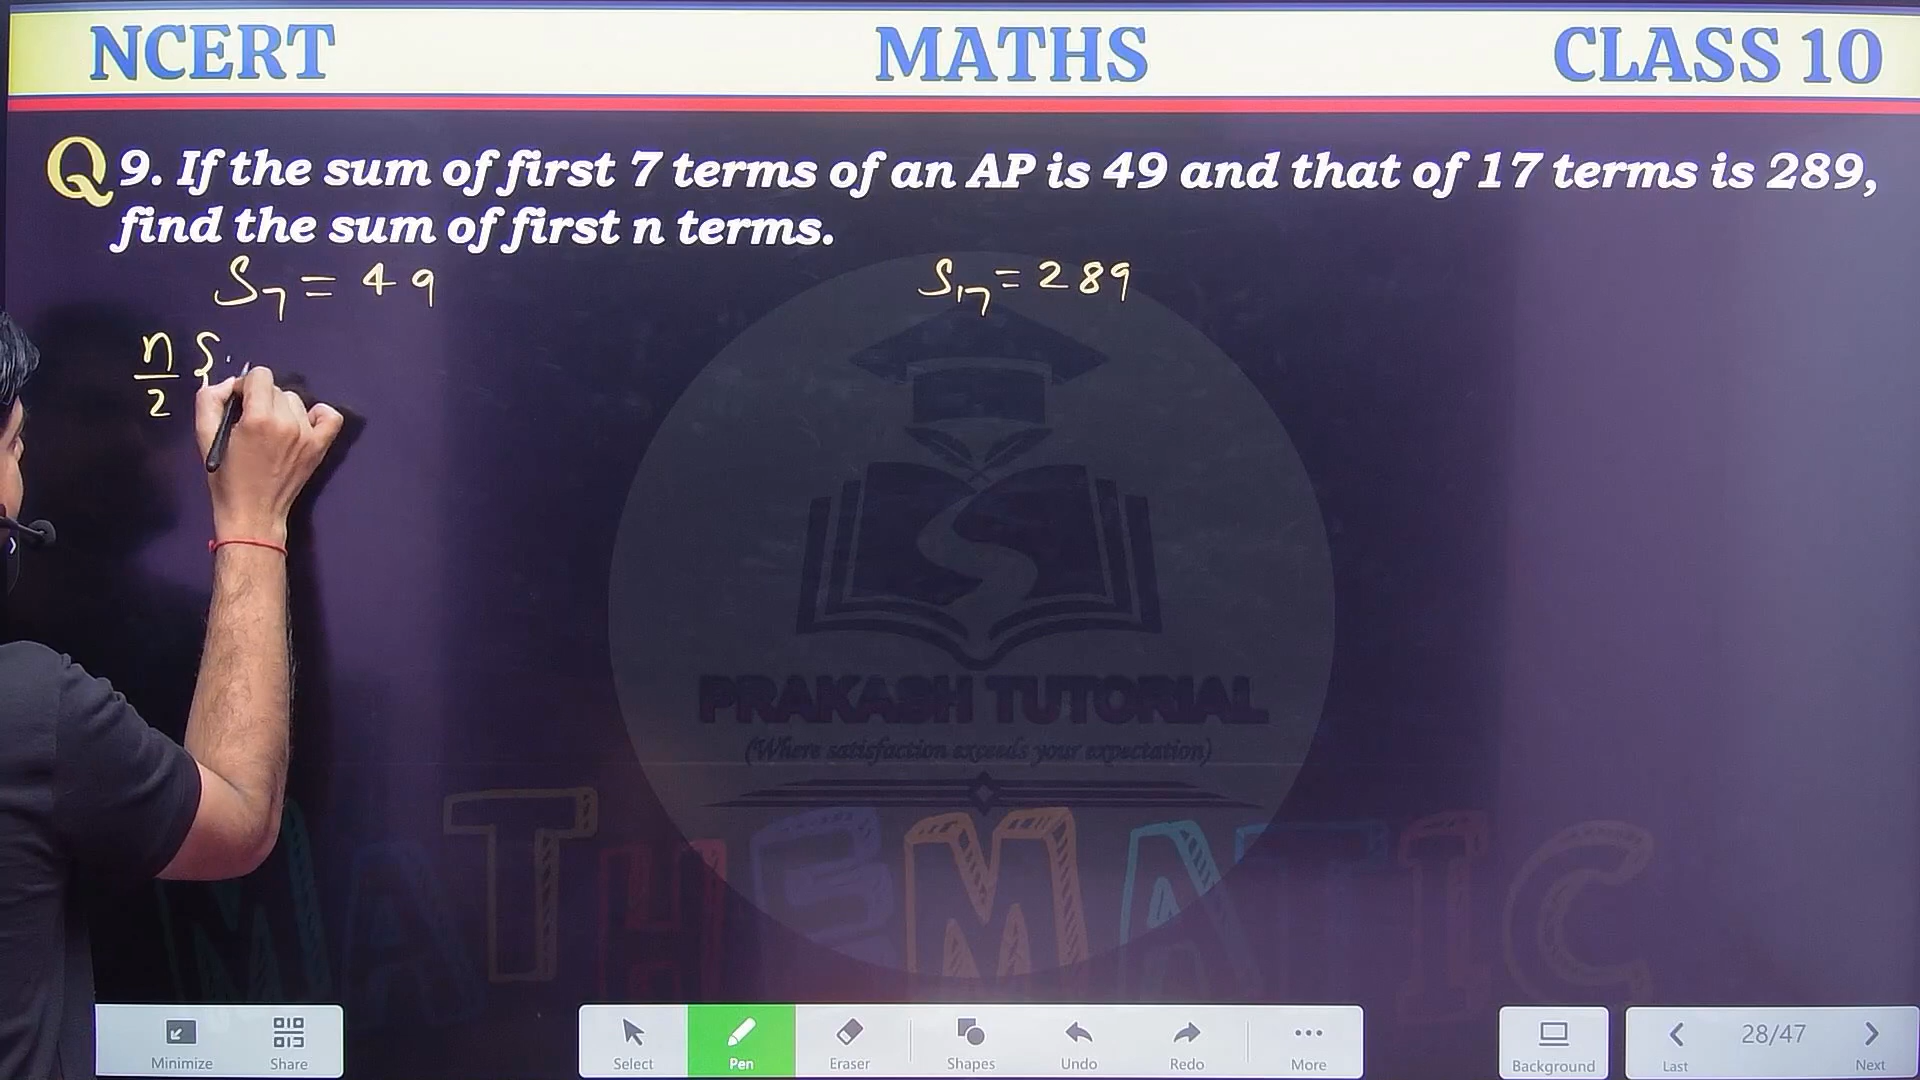 NCERT MATHS CLASS 10
Q 9. If the sum of first 7 terms of an AP is 49 and that of 17 terms is 289,
find the sum of first n terms.
S7 = 49 S17 = 289
n/2 {
PRAKASH TUTORIAL
(Where satisfaction exceeds your expectation)
MATHEMATIC
Minimize Share Select Pen Eraser Shapes Undo Redo More Background Last 28/47 Next